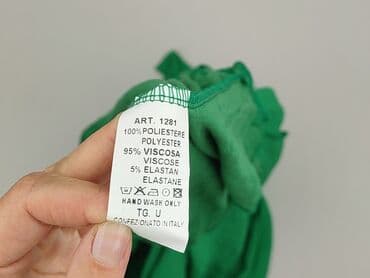 ART. 1281
100% POLIESTERE
POLYESTER
95% VISCOSA
VISCOSE
5% ELASTAN
ELASTANE
HAND WASH ONLY
TG. U
CONFEZIONATO IN ITALY